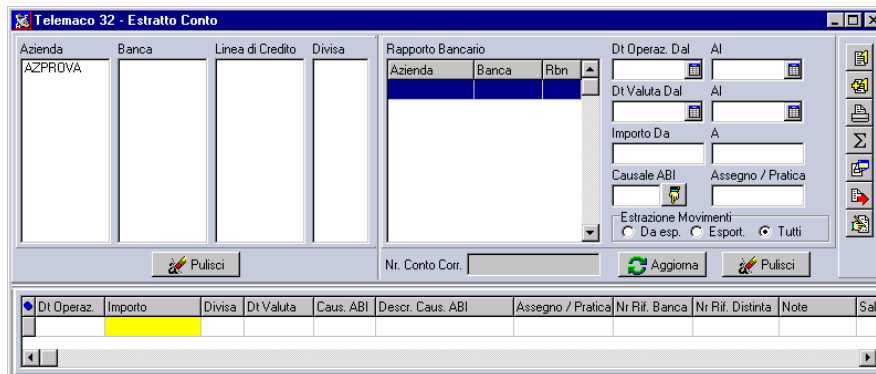 Telemaco 32 - Estratto Conto
Azienda Banca Linea di Credito Divisa
AZPROVA
Pulisci
Rapporto Bancario
Azienda Banca Rbn
Nr. Conto Corr.
Dt Operaz. Dal Al
Dt Valuta Dal Al
Importo Da A
Causale ABI Assegno / Pratica
Estrazione Movimenti
Da esp. Esport. Tutti
Aggiorna Pulisci
Dt Operaz. Importo Divisa Dt Valuta Caus. ABI Descr. Caus. ABI Assegno / Pratica Nr Rif. Banca Nr Rif. Distinta Note Sal